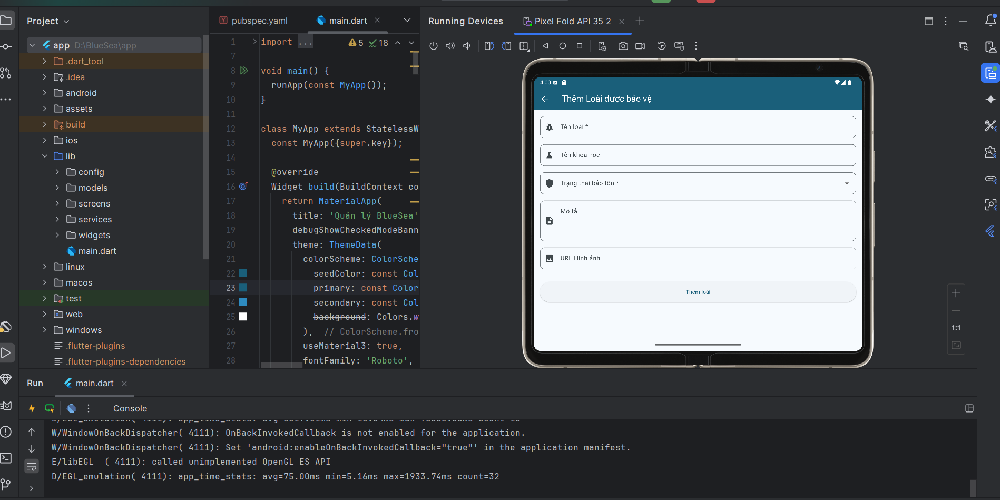 Project
app D:\BlueSea\app
.dart_tool
.idea
android
assets
build
ios
lib
config
models
screens
services
widgets
main.dart
linux
macos
test
web
windows
.flutter-plugins
.flutter-plugins-dependencies
pubspec.yaml
main.dart
5 18
1 import ...
7
8 void main() {
9 runApp(const MyApp());
10 }
11
12 class MyApp extends StatelessW
13 const MyApp({super.key});
14
15 @override
16 Widget build(BuildContext co
17 return MaterialApp(
18 title: 'Quản lý BlueSea'
19 debugShowCheckedModeBann
20 theme: ThemeData(
21 colorScheme: ColorSche
22 seedColor: const Col
23 primary: const Color
24 secondary: const Col
25 background: Colors.w
26 ), // ColorScheme.fro
27 useMaterial3: true,
28 fontFamily: 'Roboto',
Running Devices
Pixel Fold API 35 2
4:00
Thêm Loài được bảo vệ
Tên loài *
Tên khoa học
Trạng thái bảo tồn *
Mô tả
URL Hình ảnh
Thêm loài
1:1
Run
main.dart
Console
W/WindowOnBackDispatcher( 4111): OnBackInvokedCallback is not enabled for the application.
W/WindowOnBackDispatcher( 4111): Set 'android:enableOnBackInvokedCallback="true"' in the application manifest.
E/libEGL  ( 4111): called unimplemented OpenGL ES API
D/EGL_emulation( 4111): app_time_stats: avg=75.00ms min=5.16ms max=1933.74ms count=32